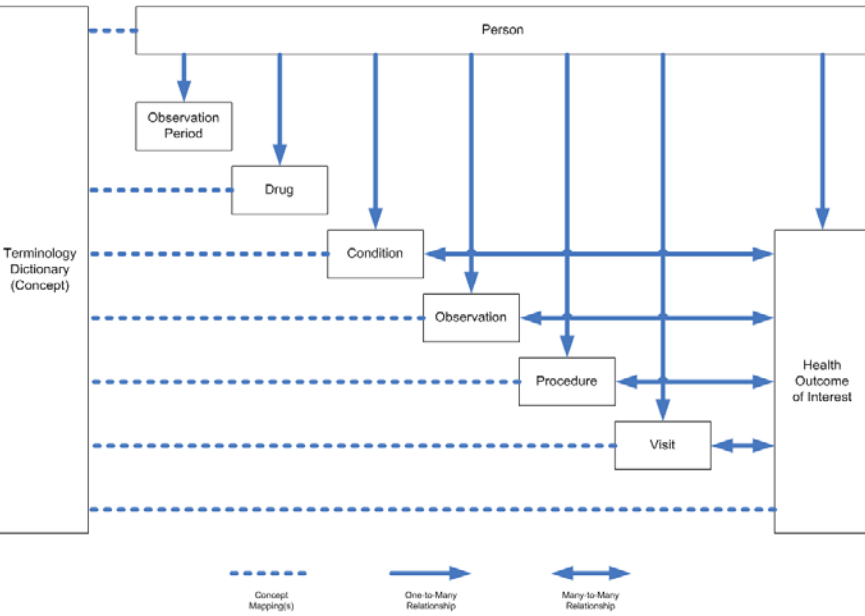 Person
Observation
Period
Drug
Terminology
Dictionary
(Concept)
Condition
Observation
Procedure
Health
Outcome
of Interest
Visit
Concept
Mapping(s)
One-to-Many
Relationship
Many-to-Many
Relationship